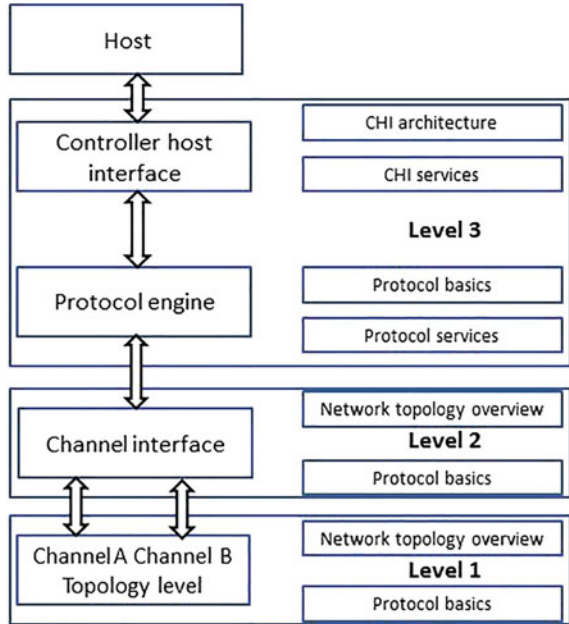 Host
Controller host
interface
CHI architecture
CHI services
Level 3
Protocol engine
Protocol basics
Protocol services
Channel interface
Network topology overview
Level 2
Protocol basics
Channel A Channel B
Topology level
Network topology overview
Level 1
Protocol basics